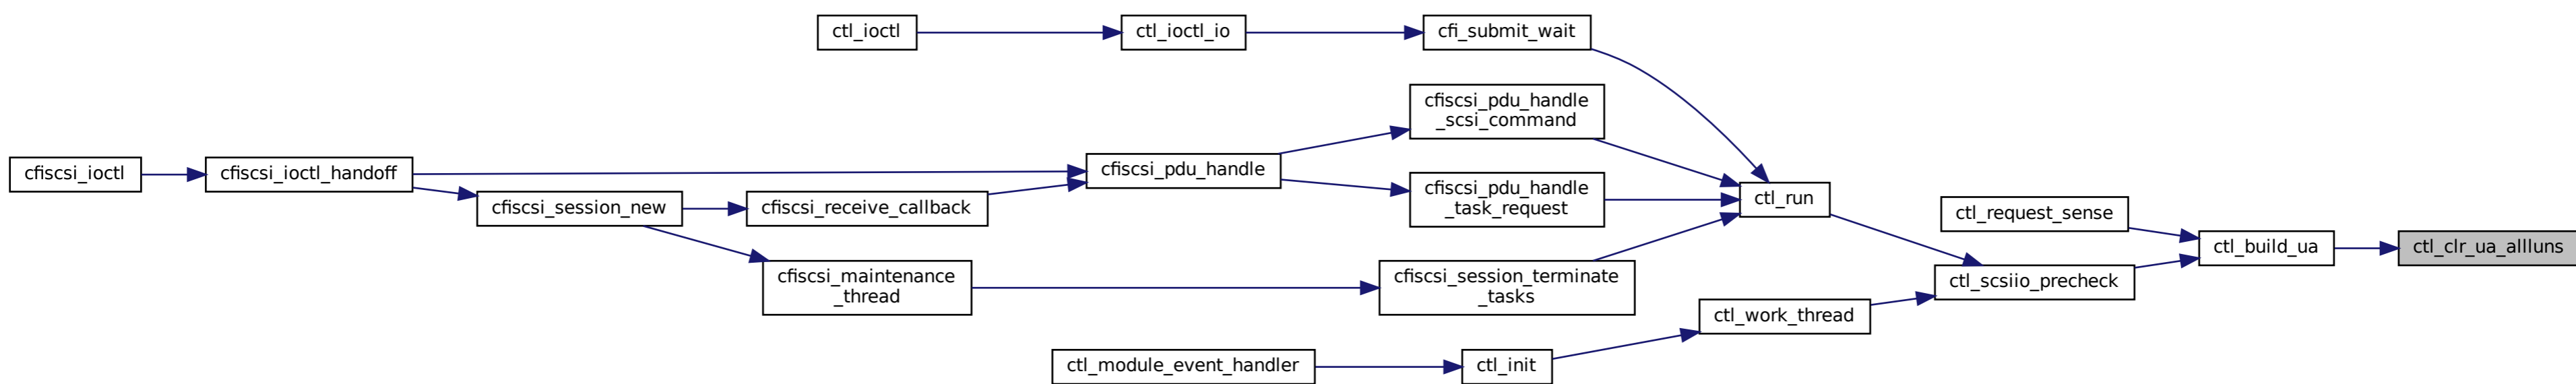 ctl_ioctl
ctl_ioctl_io
cfi_submit_wait
cfiscsi_pdu_handle
_scsi_command
cfiscsi_ioctl
cfiscsi_ioctl_handoff
cfiscsi_pdu_handle
cfiscsi_session_new
cfiscsi_receive_callback
cfiscsi_pdu_handle
_task_request
ctl_run
ctl_request_sense
ctl_build_ua
ctl_clr_ua_allluns
cfiscsi_maintenance
_thread
cfiscsi_session_terminate
_tasks
ctl_scsiio_precheck
ctl_work_thread
ctl_module_event_handler
ctl_init